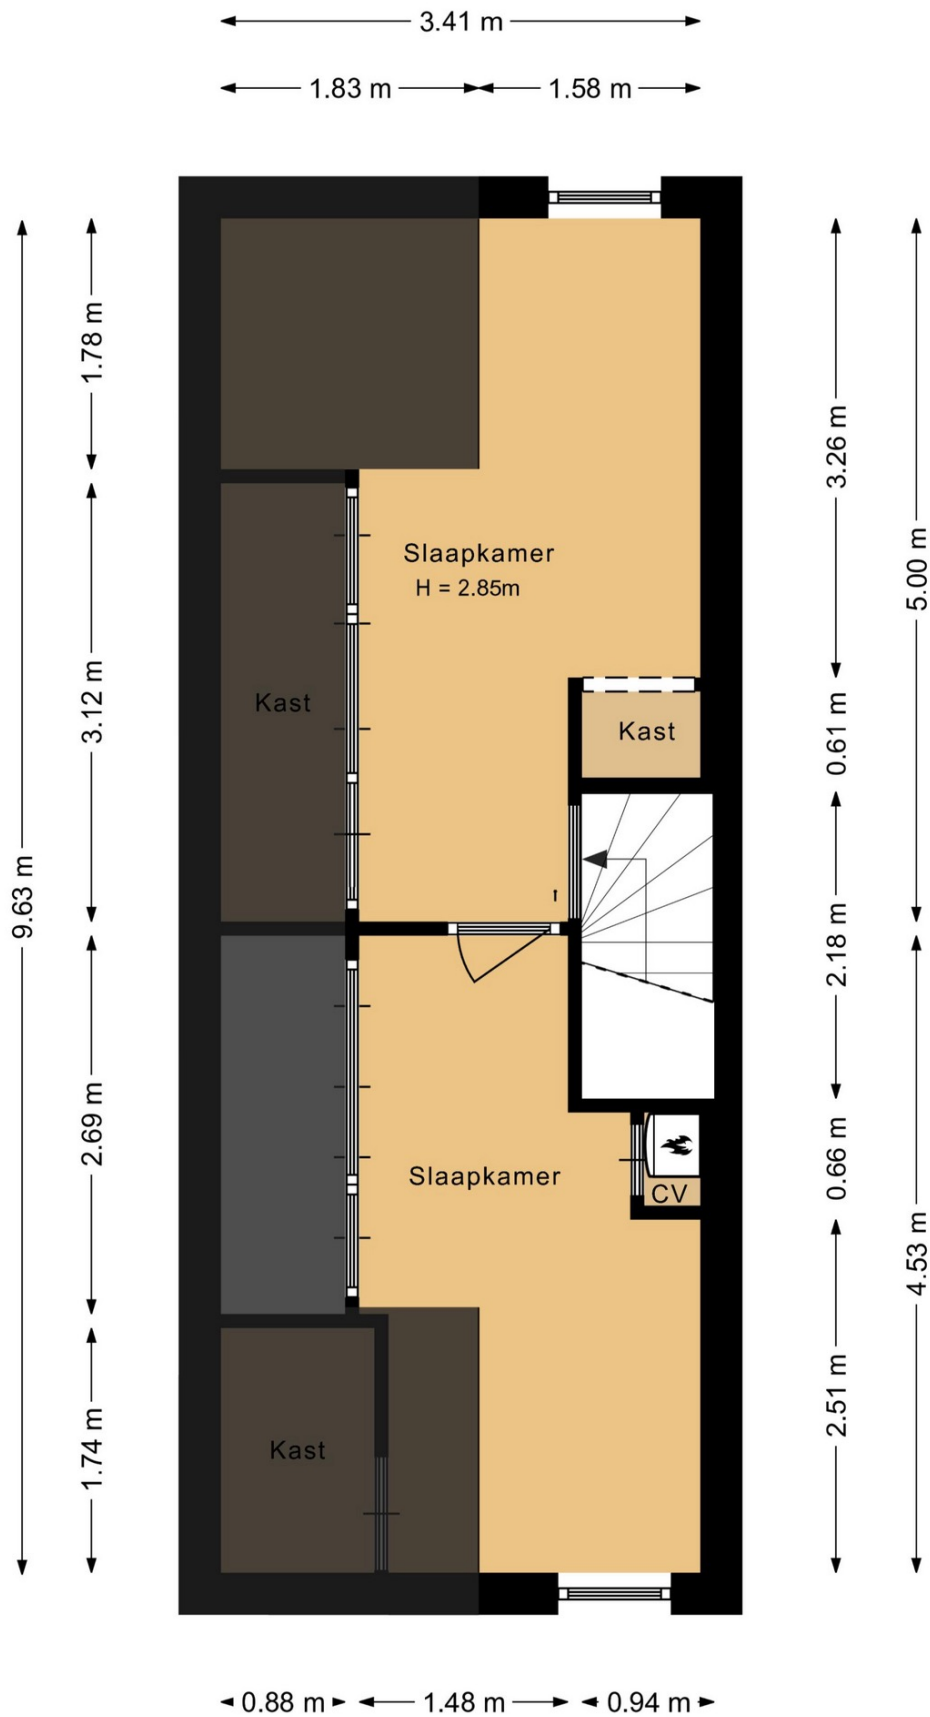 3.41 m
1.83 m
1.58 m
1.78 m
3.26 m
5.00 m
Slaapkamer
H = 2.85m
Kast
3.12 m
Kast
0.61 m
9.63 m
2.18 m
2.69 m
0.66 m
Slaapkamer
CV
4.53 m
2.51 m
1.74 m
Kast
0.88 m
1.48 m
0.94 m